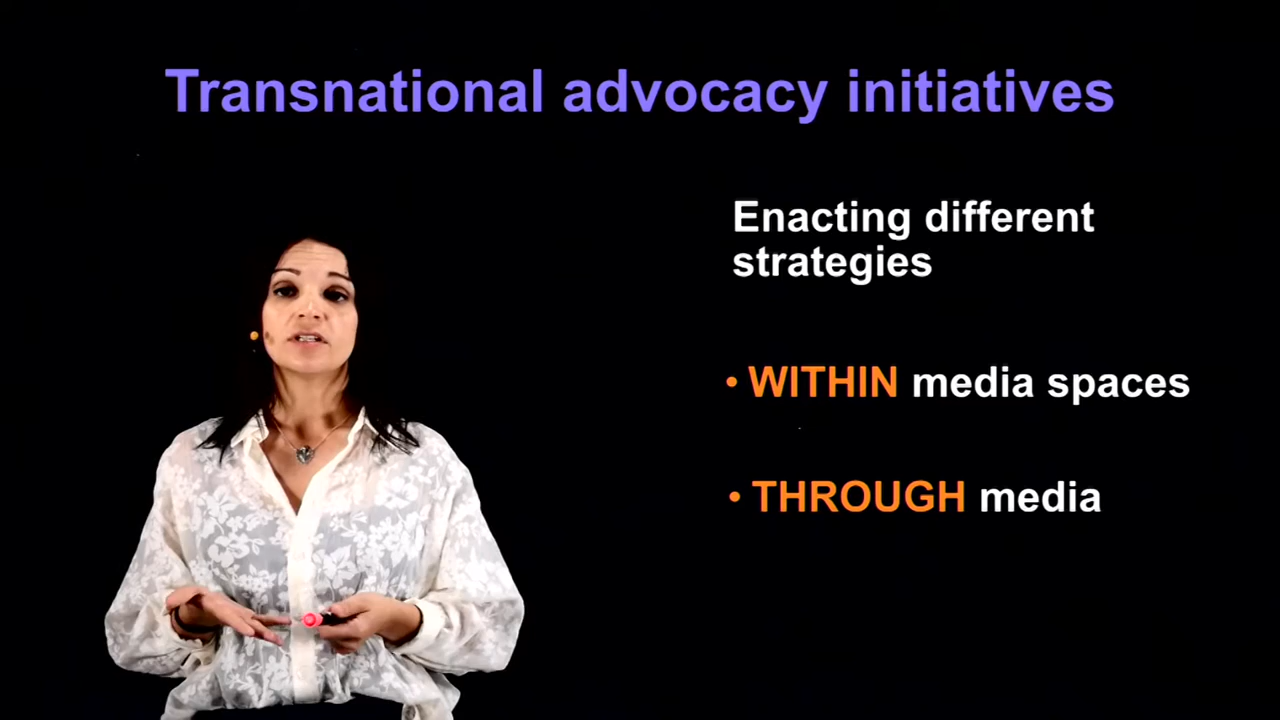 Transnational advocacy initiatives
Enacting different
strategies
• WITHIN media spaces
• THROUGH media